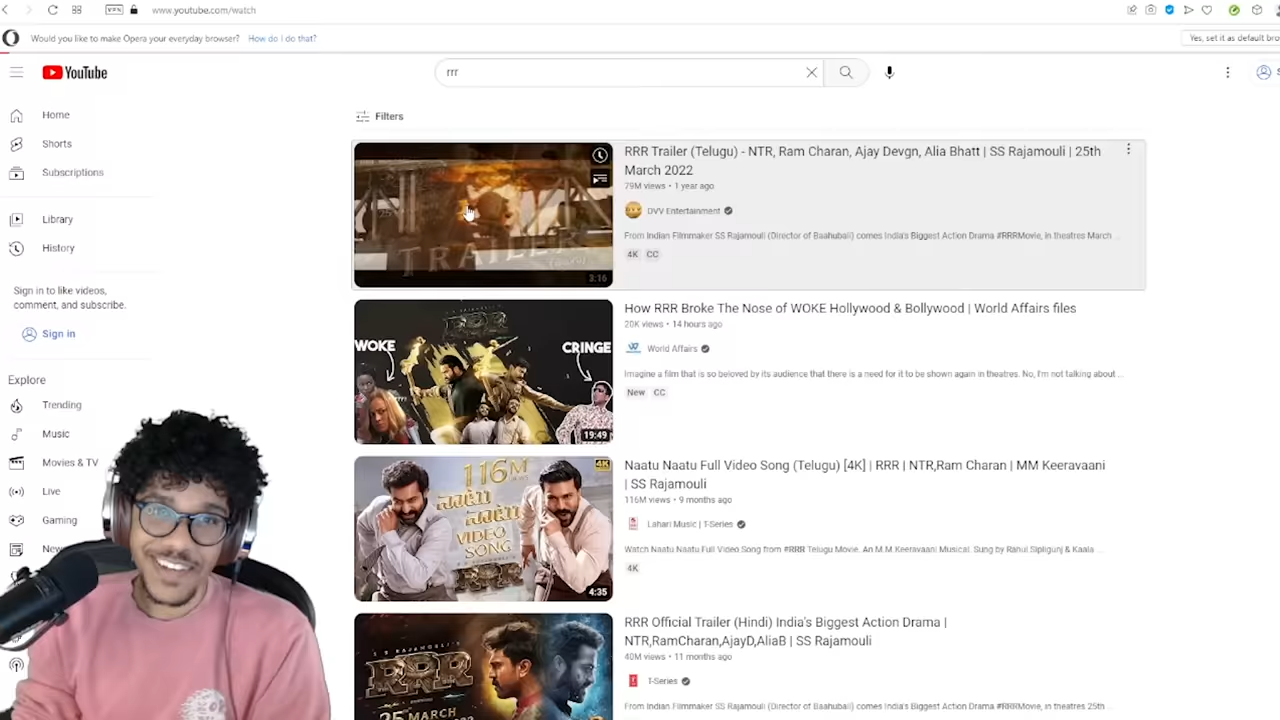 VPN
www.youtube.com/watch
Would you like to make Opera your everyday browser? How do i do that?
Yes, set it as default bro
YouTube
rrr
Filters
Home
Shorts
Subscriptions
Library
History
Sign in to like videos,
comment, and subscribe.
Sign in
Explore
Trending
Music
Movies & TV
Live
Gaming
New
TRAILER
3:16
RRR Trailer (Telugu) - NTR, Ram Charan, Ajay Devgn, Alia Bhatt | SS Rajamouli | 25th
March 2022
79M views • 1 year ago
DVV Entertainment
From Indian Filmmaker SS Rajamouli (Director of Baahubali) comes India's Biggest Action Drama #RRRMovie, in theatres March ...
4K CC
RRR
WOKE
CRINGE
19:49
How RRR Broke The Nose of WOKE Hollywood & Bollywood | World Affairs files
20K views • 14 hours ago
World Affairs
Imagine a film that is so beloved by its audience that there is a need for it to be shown again in theatres. No, I'm not talking about ...
New CC
4K
116M
నాటు
నాటు
VIDEO
SONG
RRR
4:35
Naatu Naatu Full Video Song (Telugu) [4K] | RRR | NTR,Ram Charan | MM Keeravaani
| SS Rajamouli
116M views • 9 months ago
Lahari Music | T-Series
Watch Naatu Naatu Full Video Song from #RRR Telugu Movie. An M.M.Keeravaani Musical. Sung by Rahul Sipligunj & Kaala ...
4K
RRR
25 MARCH
RRR Official Trailer (Hindi) India's Biggest Action Drama |
NTR,RamCharan,AjayD,AliaB | SS Rajamouli
40M views • 11 months ago
T-Series
From Indian Filmmaker SS Rajamouli (Director of Baahubali) comes India's Biggest Action Drama #RRRMovie, in theatres 25th ...